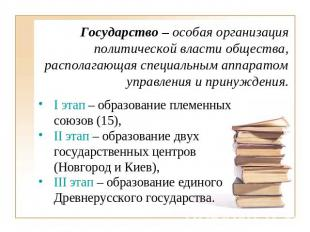 Государство – особая организация
политической власти общества,
располагающая специальным аппаратом
управления и принуждения.
• I этап – образование племенных
союзов (15),
• II этап – образование двух
государственных центров
(Новгород и Киев),
• III этап – образование единого
Древнерусского государства.